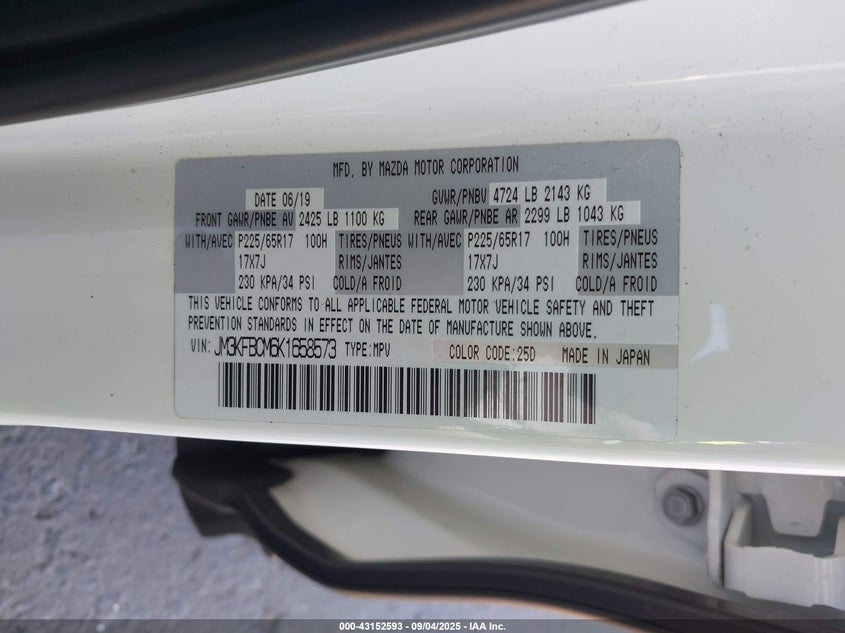 MFD. BY MAZDA MOTOR CORPORATION
DATE 06/19 GVWR/PNBV 4724 LB 2143 KG
FRONT GAWR/PNBE AV 2425 LB 1100 KG REAR GAWR/PNBE AR 2299 LB 1043 KG
WITH/AVEC P225/65R17 100H TIRES/PNEUS WITH/AVEC P225/65R17 100H TIRES/PNEUS
17X7J RIMS/JANTES 17X7J RIMS/JANTES
230 KPA/34 PSI COLD/A FROID 230 KPA/34 PSI COLD/A FROID
THIS VEHICLE CONFORMS TO ALL APPLICABLE FEDERAL MOTOR VEHICLE SAFETY AND THEFT
PREVENTION STANDARDS IN EFFECT ON THE DATE OF MANUFACTURE SHOWN ABOVE.
VIN: JM3KFBCM6K1658573 TYPE:MPV COLOR CODE:25D MADE IN JAPAN
000-43152593 - 09/04/2025 - IAA Inc.